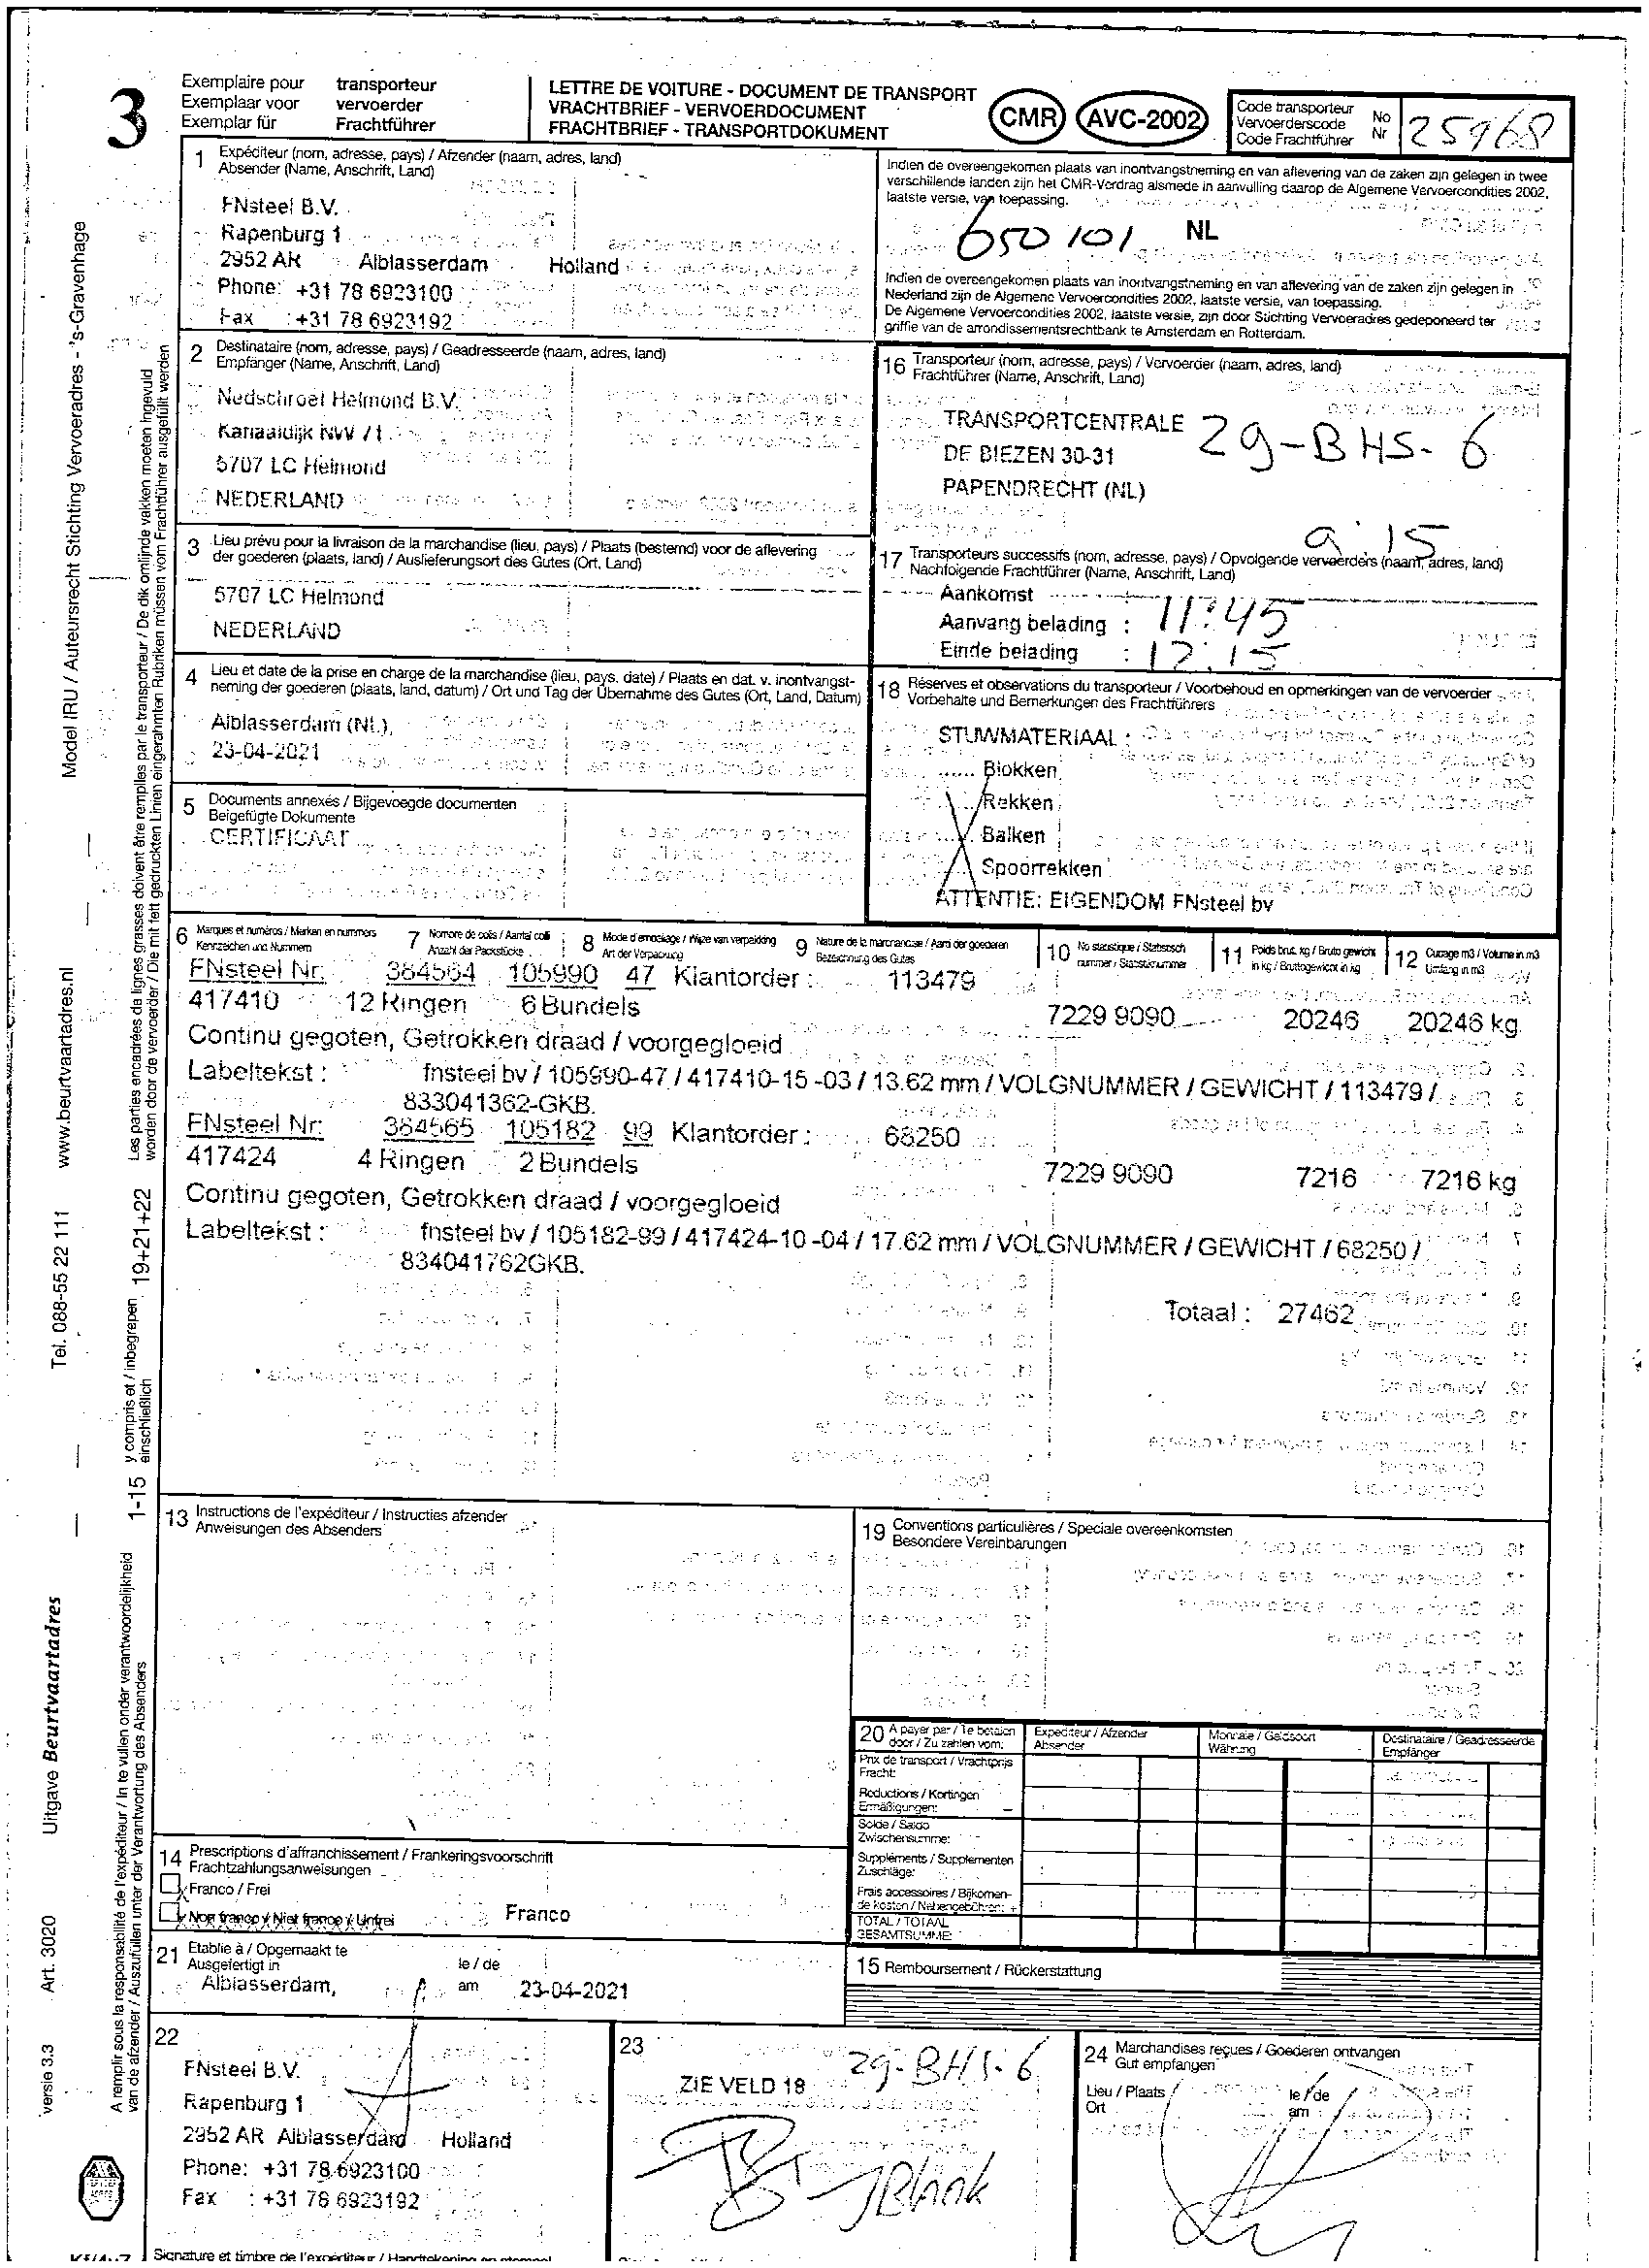 3
Exemplaire pour transporteur
Exemplaar voor vervoerder
Exemplar für Frachtführer
LETTRE DE VOITURE - DOCUMENT DE TRANSPORT
VRACHTBRIEF - VERVOERDOCUMENT
FRACHTBRIEF - TRANSPORTDOKUMENT
CMR AVC-2002
Code transporteur No
Vervoerderscode Nr
Code Frachtführer
25968
1 Expéditeur (nom, adresse, pays) / Afzender (naam, adres, land)
Absender (Name, Anschrift, Land)
FNsteel B.V.
Rapenburg 1
2952 AR Alblasserdam Holland
Phone: +31 78 6923100
Fax : +31 78 6923192
Indien de overeengekomen plaats van inontvangstneming en van aflevering van de zaken zijn gelegen in twee
verschillende landen zijn het CMR-Verdrag alsmede in aanvulling daarop de Algemene Vervoercondities 2002,
laatste versie, van toepassing.
650101 NL
Indien de overeengekomen plaats van inontvangstneming en van aflevering van de zaken zijn gelegen in
Nederland zijn de Algemene Vervoercondities 2002, laatste versie, van toepassing.
De Algemene Vervoercondities 2002, laatste versie, zijn door Stichting Vervoeradres gedeponeerd ter
griffie van de arrondissementsrechtbank te Amsterdam en Rotterdam.
2 Destinataire (nom, adresse, pays) / Geadresseerde (naam, adres, land)
Empfänger (Name, Anschrift, Land)
Nedschroef Helmond B.V.
Kanaaldijk NW 71
5707 LC Helmond
NEDERLAND
16 Transporteur (nom, adresse, pays) / Vervoerder (naam, adres, land)
Frachtführer (Name, Anschrift, Land)
TRANSPORTCENTRALE
DE BIEZEN 30-31
PAPENDRECHT (NL)
29-BHS-6
3 Lieu prévu pour la livraison de la marchandise (lieu, pays) / Plaats (bestemd) voor de aflevering
der goederen (plaats, land) / Auslieferungsort des Gutes (Ort, Land)
5707 LC Helmond
NEDERLAND
9:15
17 Transporteurs successifs (nom, adresse, pays) / Opvolgende vervoerders (naam, adres, land)
Nachfolgende Frachtführer (Name, Anschrift, Land)
Aankomst
Aanvang belading : 11:45
Einde belading : 12:15
4 Lieu et date de la prise en charge de la marchandise (lieu, pays, date) / Plaats en dat. v. inontvangst-
neming der goederen (plaats, land, datum) / Ort und Tag der Übernahme des Gutes (Ort, Land, Datum)
Alblasserdam (NL),
23-04-2021
18 Réserves et observations du transporteur / Voorbehoud en opmerkingen van de vervoerder
Vorbehalte und Bemerkungen des Frachtführers
STUWMATERIAAL :
Blokken
Rekken
Balken
Spoorrekken
ATTENTIE: EIGENDOM FNsteel bv
5 Documents annexés / Bijgevoegde documenten
Beigefügte Dokumente
CERTIFICAAT
6 Marques et numéros / Merken en nummers
Kennzeichen und Nummern
7 Nombre de colis / Aantal colli
Anzahl der Packstücke
8 Mode d'emballage / Wijze van verpakking
Art der Verpackung
9 Nature de la marchandise / Aard der goederen
Bezeichnung des Gutes
10 No statistique / Statistisch
nummer / Statistiknummer
11 Poids brut, kg / Bruto gewicht
in kg / Bruttogewicht in kg
12 Cubage m3 / Volume in m3
Umfang in m3
FNsteel Nr: 384564 105990 47 Klantorder : 113479
417410 12 Ringen 6 Bundels 7229 9090 20246 20246 kg
Continu gegoten, Getrokken draad / voorgegloeid
Labeltekst : fnsteel bv / 105990-47 / 417410-15 -03 / 13.62 mm / VOLGNUMMER / GEWICHT / 113479 /
833041362-GKB.
FNsteel Nr: 384565 105182 99 Klantorder : 68250
417424 4 Ringen 2 Bundels 7229 9090 7216 7216 kg
Continu gegoten, Getrokken draad / voorgegloeid
Labeltekst : fnsteel bv / 105182-99 / 417424-10 -04 / 17.62 mm / VOLGNUMMER / GEWICHT / 68250 /
834041762GKB.
Totaal : 27462
13 Instructions de l'expéditeur / Instructies afzender
Anweisungen des Absenders
19 Conventions particulières / Speciale overeenkomsten
Besondere Vereinbarungen
20 A payer par / Te betalen
door / Zu zahlen vom:
Expéditeur / Afzender
Absender
Monnaie / Geldsoort
Währung
Destinataire / Geadresseerde
Empfänger
Prix de transport / Vrachtprijs
Fracht:
Reductions / Kortingen
Ermäßigungen: −
Solde / Saldo
Zwischensumme:
Suppléments / Supplementen
Zuschläge:
Frais accessoires / Bijkomen-
de kosten / Nebengebühren: +
TOTAL / TOTAAL
GESAMTSUMME:
14 Prescriptions d'affranchissement / Frankeringsvoorschrift
Frachtzahlungsanweisungen
Franco / Frei
Non franco / Niet franco / Unfrei
Franco
21 Etablie à / Opgemaakt te
Ausgefertigt in
Alblasserdam,
le / de
am 23-04-2021
15 Remboursement / Rückerstattung
22
FNsteel B.V.
Rapenburg 1
2952 AR Alblasserdam Holland
Phone: +31 78 6923100
Fax : +31 78 6923192
Signature et timbre de l'expéditeur / Handtekening en stempel
23
ZIE VELD 18
29-BHS-6
24 Marchandises reçues / Goederen ontvangen
Gut empfangen
Lieu / Plaats
Ort
le / de
am
Model IRU / Auteursrecht Stichting Vervoeradres - 's-Gravenhage
www.beurtvaartadres.nl
Tel. 088-55 22 111
Uitgave Beurtvaartadres
Art. 3020
versie 3.3
Les parties encadrées de lignes grasses doivent être remplies par le transporteur / De dik omlijnde vakken moeten ingevuld
worden door de vervoerder / Die mit fett gedruckten Linien eingerahmten Rubriken müssen vom Frachtführer ausgefüllt werden
19+21+22
y compris et / inbegrepen
einschließlich
1-15
A remplir sous la responsabilité de l'expéditeur / In te vullen onder verantwoordelijkheid
van de afzender / Auszufüllen unter der Verantwortung des Absenders